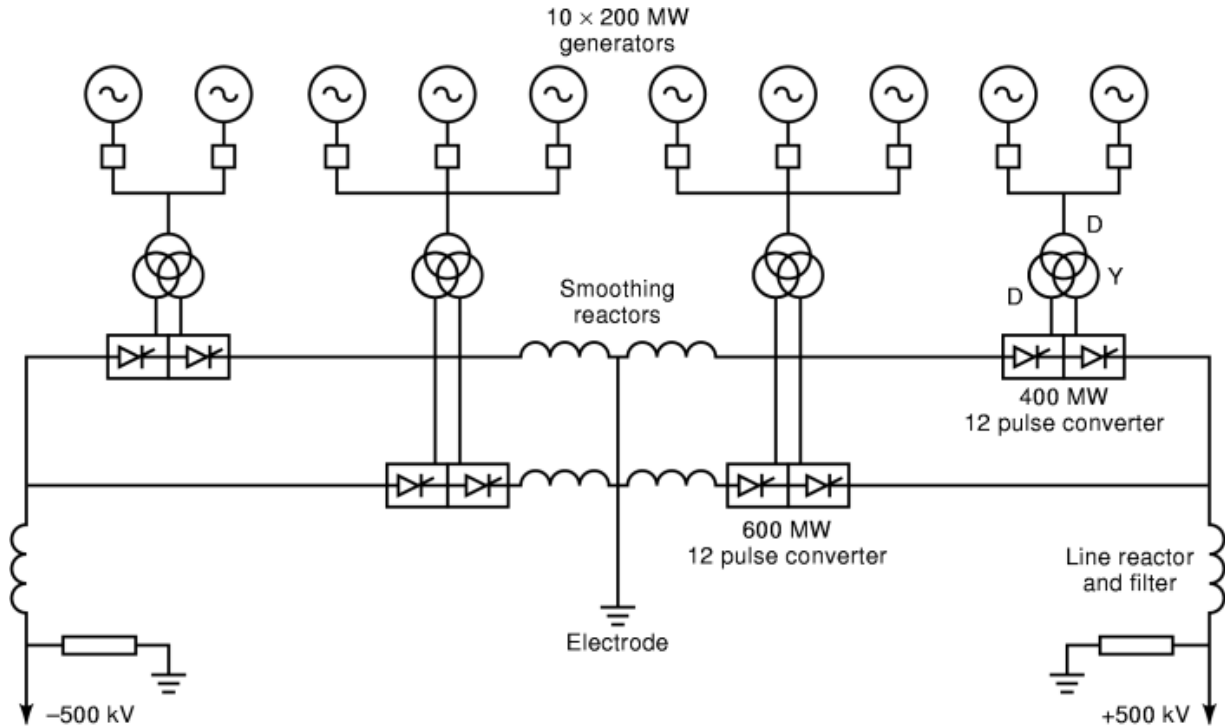 10 × 200 MW
generators
D
D
Y
Smoothing
reactors
400 MW
12 pulse converter
600 MW
12 pulse converter
Line reactor
and filter
Electrode
–500 kV
+500 kV